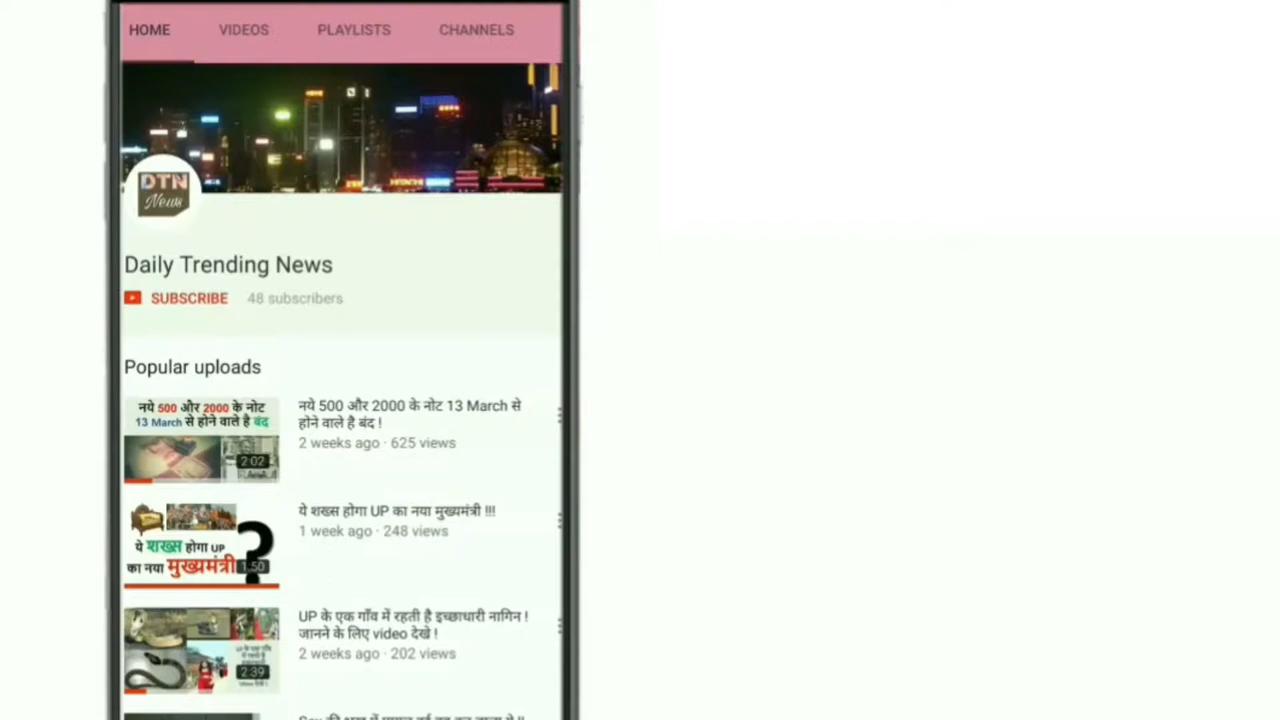 HOME VIDEOS PLAYLISTS CHANNELS
HITACHI
DTN
News
Daily Trending News
SUBSCRIBE 48 subscribers
Popular uploads
नये 500 और 2000 के नोट
13 March से होने वाले है बंद
2:02
नये 500 और 2000 के नोट 13 March से
होने वाले है बंद !
2 weeks ago · 625 views
ये शख्स होगा UP
का नया मुख्यमंत्री
?
1:50
ये शख्स होगा UP का नया मुख्यमंत्री !!!
1 week ago · 248 views
2:39
UP के एक गाँव में रहती है इच्छाधारी नागिन !
जानने के लिए video देखे !
2 weeks ago · 202 views